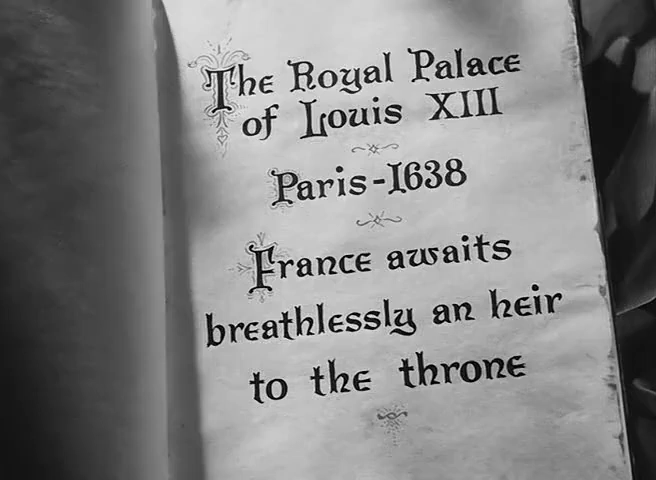 The Royal Palace
of Louis XIII
Paris-1638
France awaits
breathlessly an heir
to the throne